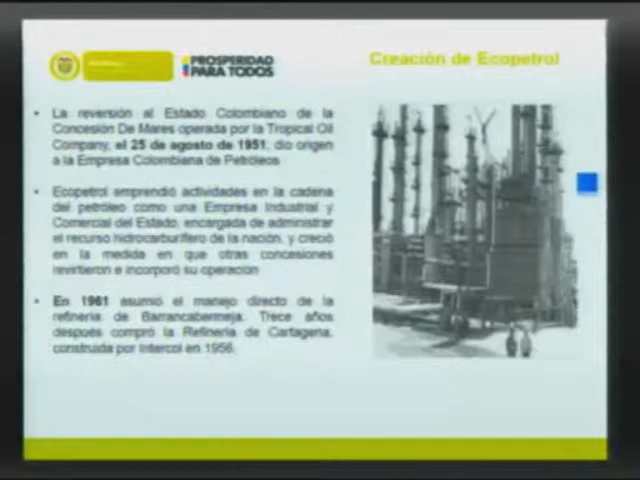 PROSPERIDAD
PARA TODOS
Creación de Ecopetrol
• La reversión al Estado Colombiano de la
Concesión De Mares operada por la Tropical Oil
Company, el 25 de agosto de 1951, dio origen
a la Empresa Colombiana de Petróleos.
• Ecopetrol emprendió actividades en la cadena
del petróleo como una Empresa Industrial y
Comercial del Estado, encargada de administrar
el recurso hidrocarburífero de la nación, y creció
en la medida en que otras concesiones
revirtieron e incorporó su operación
• En 1961 asumió el manejo directo de la
refinería de Barrancabermeja. Trece años
después compró la Refinería de Cartagena,
construida por Intercol en 1956.